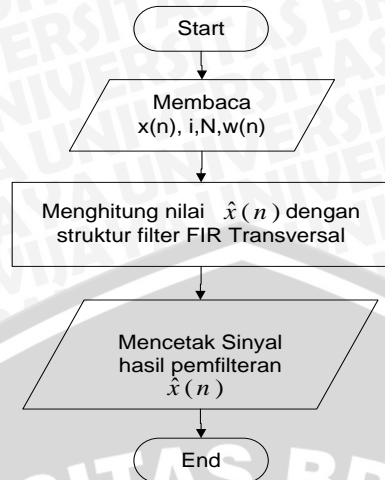 Start
Membaca
x(n), i,N,w(n)
Menghitung nilai x̂(n) dengan
struktur filter FIR Transversal
Mencetak Sinyal
hasil pemfilteran
x̂(n)
End